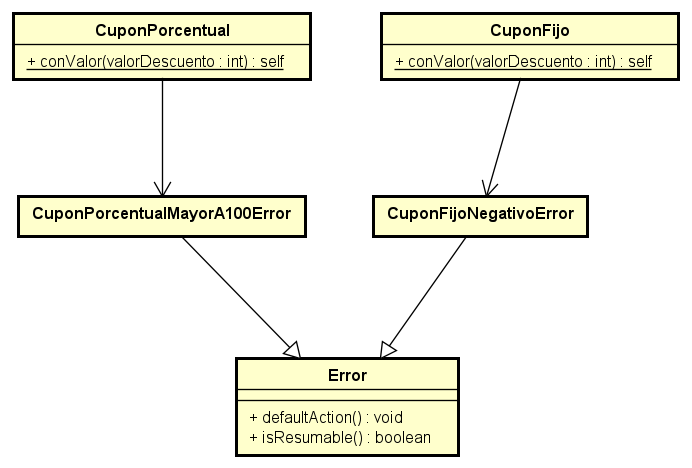 CuponPorcentual
+ conValor(valorDescuento : int) : self
CuponFijo
+ conValor(valorDescuento : int) : self
CuponPorcentualMayorA100Error
CuponFijoNegativoError
Error
+ defaultAction() : void
+ isResumable() : boolean